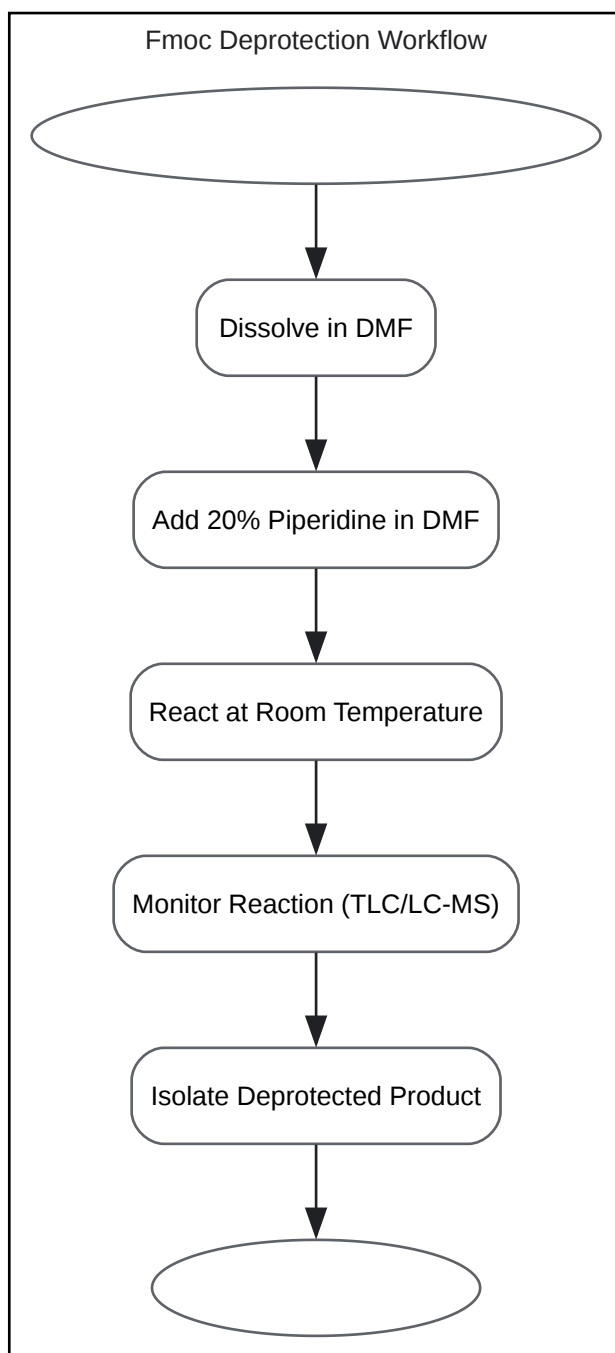 Fmoc Deprotection Workflow
Dissolve in DMF
Add 20% Piperidine in DMF
React at Room Temperature
Monitor Reaction (TLC/LC-MS)
Isolate Deprotected Product